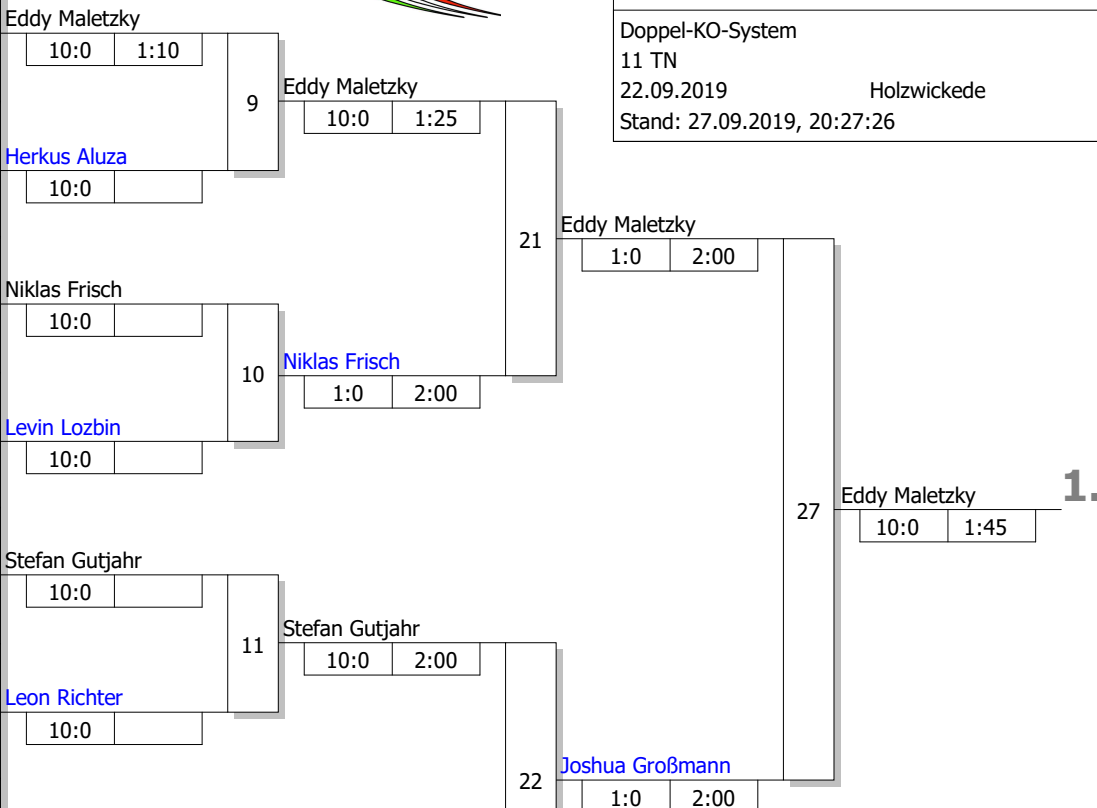 Eddy Maletzky
10:0 1:10
Doppel-KO-System
11 TN
22.09.2019 Holzwickede
Stand: 27.09.2019, 20:27:26
9
Eddy Maletzky
10:0 1:25
Herkus Aluza
10:0
21
Eddy Maletzky
1:0 2:00
Niklas Frisch
10:0
10
Niklas Frisch
1:0 2:00
Levin Lozbin
10:0
27
Eddy Maletzky
10:0 1:45
1.
Stefan Gutjahr
10:0
11
Stefan Gutjahr
10:0 2:00
Leon Richter
10:0
22
Joshua Großmann
1:0 2:00